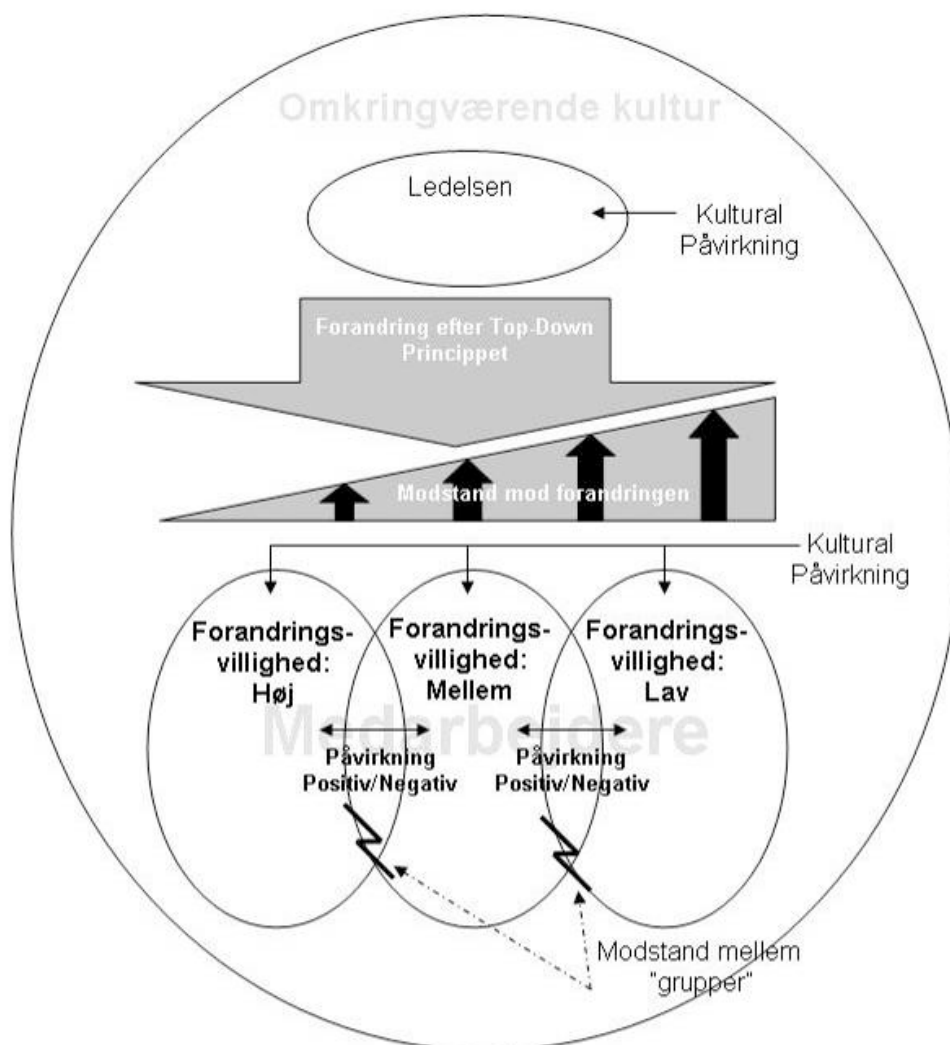 Omkringværende kultur
Ledelsen
Kultural
Påvirkning
Forandring efter Top-Down
Princippet
Modstand mod forandringen
Kultural
Påvirkning
Forandrings-
villighed:
Høj
Forandrings-
villighed:
Mellem
Forandrings-
villighed:
Lav
Medarbejdere
Påvirkning
Positiv/Negativ
Påvirkning
Positiv/Negativ
Modstand mellem
"grupper"